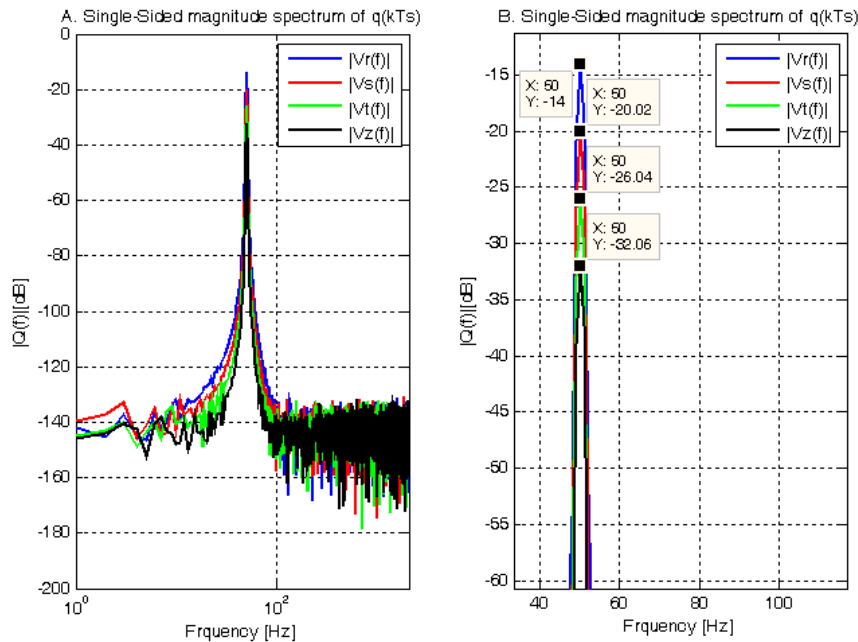 A. Single-Sided magnitude spectrum of q(kTs)
|Q(f)|[dB]
0
-20
-40
-60
-80
-100
-120
-140
-160
-180
-200
10^0
10^2
Frquency [Hz]
|Vr(f)|
|Vs(f)|
|Vt(f)|
|Vz(f)|
B. Single-Sided magnitude spectrum of q(kTs)
|Q(f)|[dB]
-15
-20
-25
-30
-35
-40
-45
-50
-55
-60
40
60
80
100
Frquency [Hz]
|Vr(f)|
|Vs(f)|
|Vt(f)|
|Vz(f)|
X: 50
Y: -14
X: 50
Y: -20.02
X: 50
Y: -26.04
X: 50
Y: -32.06